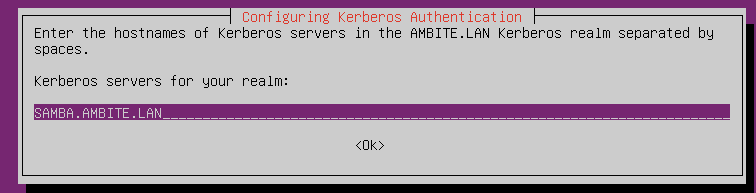 Configuring Kerberos Authentication
Enter the hostnames of Kerberos servers in the AMBITE.LAN Kerberos realm separated by
spaces.
Kerberos servers for your realm:
SAMBA.AMBITE.LAN
<Ok>